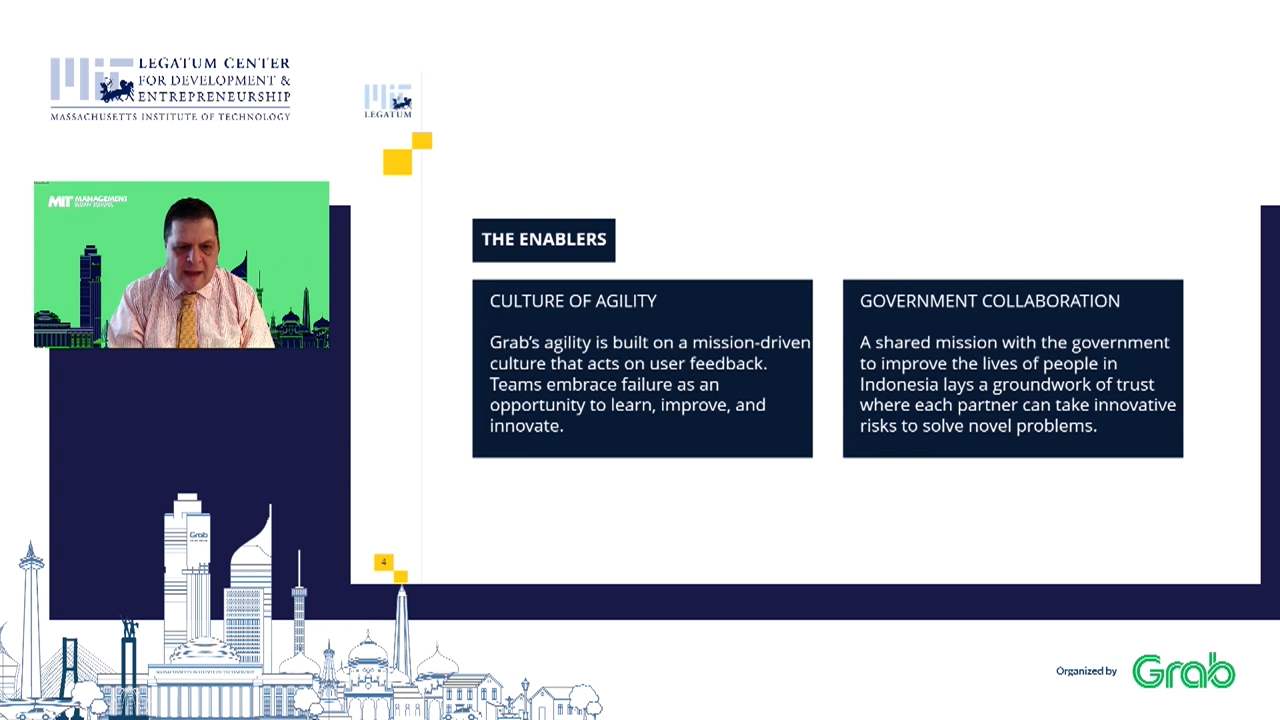 MIT
LEGATUM CENTER
FOR DEVELOPMENT &
ENTREPRENEURSHIP
MASSACHUSETTS INSTITUTE OF TECHNOLOGY
MIT
LEGATUM
MIT MANAGEMENT
SLOAN SCHOOL
THE ENABLERS
CULTURE OF AGILITY
Grab's agility is built on a mission-driven
culture that acts on user feedback.
Teams embrace failure as an
opportunity to learn, improve, and
innovate.
GOVERNMENT COLLABORATION
A shared mission with the government
to improve the lives of people in
Indonesia lays a groundwork of trust
where each partner can take innovative
risks to solve novel problems.
4
Grab
Organized by
Grab